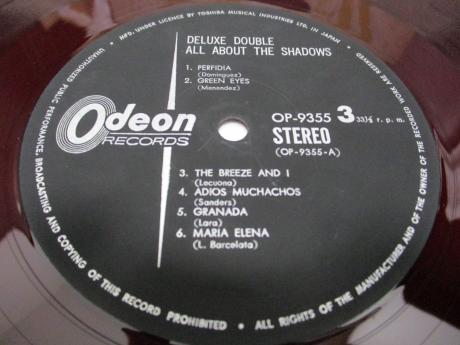 MFD. UNDER LICENCE BY TOSHIBA MUSICAL INDUSTRIES LTD. IN JAPAN •
UNAUTHORIZED PUBLIC PERFORMANCE, BROADCASTING AND COPYING OF THIS RECORD PROHIBITED • ALL RIGHTS OF THE MANUFACTURER AND OF THE OWNER OF THE RECORDED WORK ARE RESERVED
DELUXE DOUBLE
ALL ABOUT THE SHADOWS
1. PERFIDIA
(Dominguez)
2. GREEN EYES
(Menendez)
Odeon
RECORDS
OP-9355 3 33⅓ r. p. m.
STEREO
(OP-9355-A)
3. THE BREEZE AND I
(Lecuona)
4. ADIOS MUCHACHOS
(Sanders)
5. GRANADA
(Lara)
6. MARIA ELENA
(L. Barcelata)